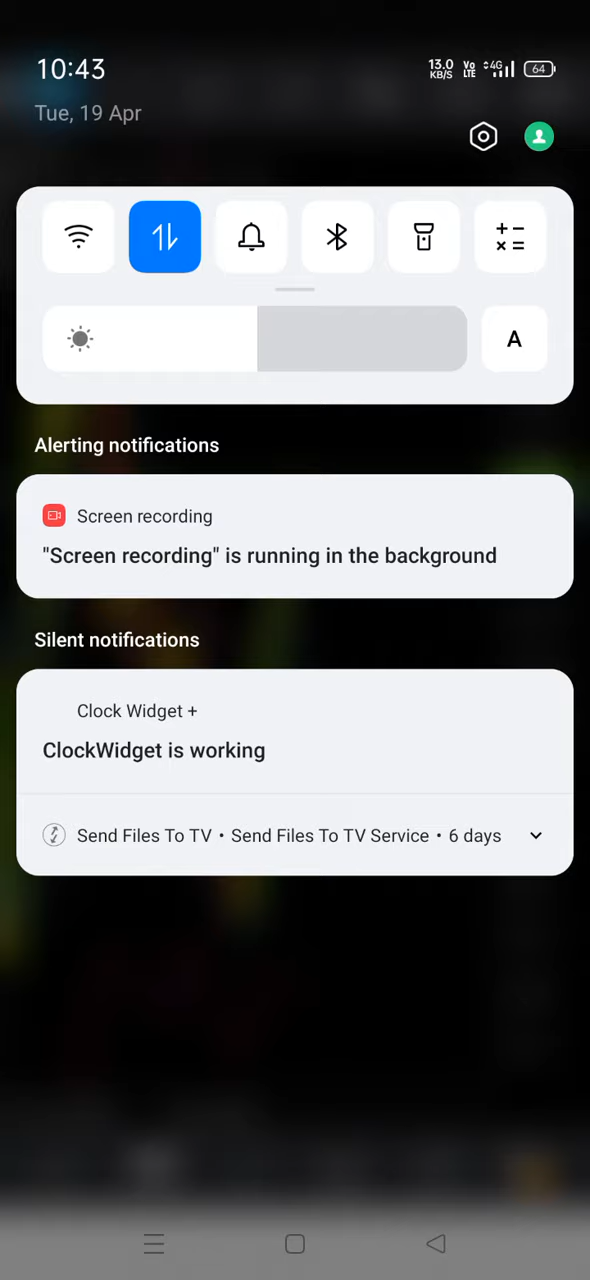 10:43
13.0 KB/S Vo LTE 4G 64
Tue, 19 Apr
A
Alerting notifications
Screen recording
"Screen recording" is running in the background
Silent notifications
Clock Widget +
ClockWidget is working
Send Files To TV • Send Files To TV Service • 6 days